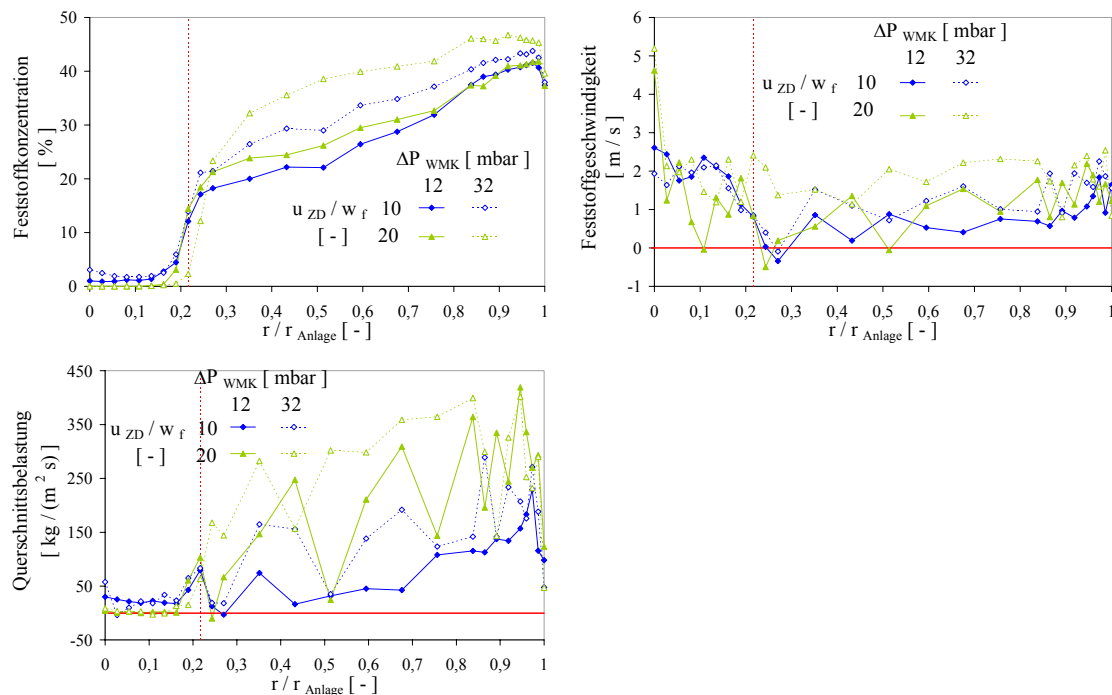 Feststoffkonzentration
[ % ]
60
50
40
30
20
10
0
0 0,1 0,2 0,3 0,4 0,5 0,6 0,7 0,8 0,9 1
r / r Anlage [ - ]
ΔP WMK [ mbar ]
12 32
u ZD / w f 10
[ - ] 20
Feststoffgeschwindigkeit
[ m / s ]
6
5
4
3
2
1
0
-1
0 0,1 0,2 0,3 0,4 0,5 0,6 0,7 0,8 0,9 1
r / r Anlage [ - ]
ΔP WMK [ mbar ]
12 32
u ZD / w f 10
[ - ] 20
Querschnittsbelastung
[ kg / (m 2 s) ]
450
350
250
150
50
-50
0 0,1 0,2 0,3 0,4 0,5 0,6 0,7 0,8 0,9 1
r / r Anlage [ - ]
ΔP WMK [ mbar ]
12 32
u ZD / w f 10
[ - ] 20